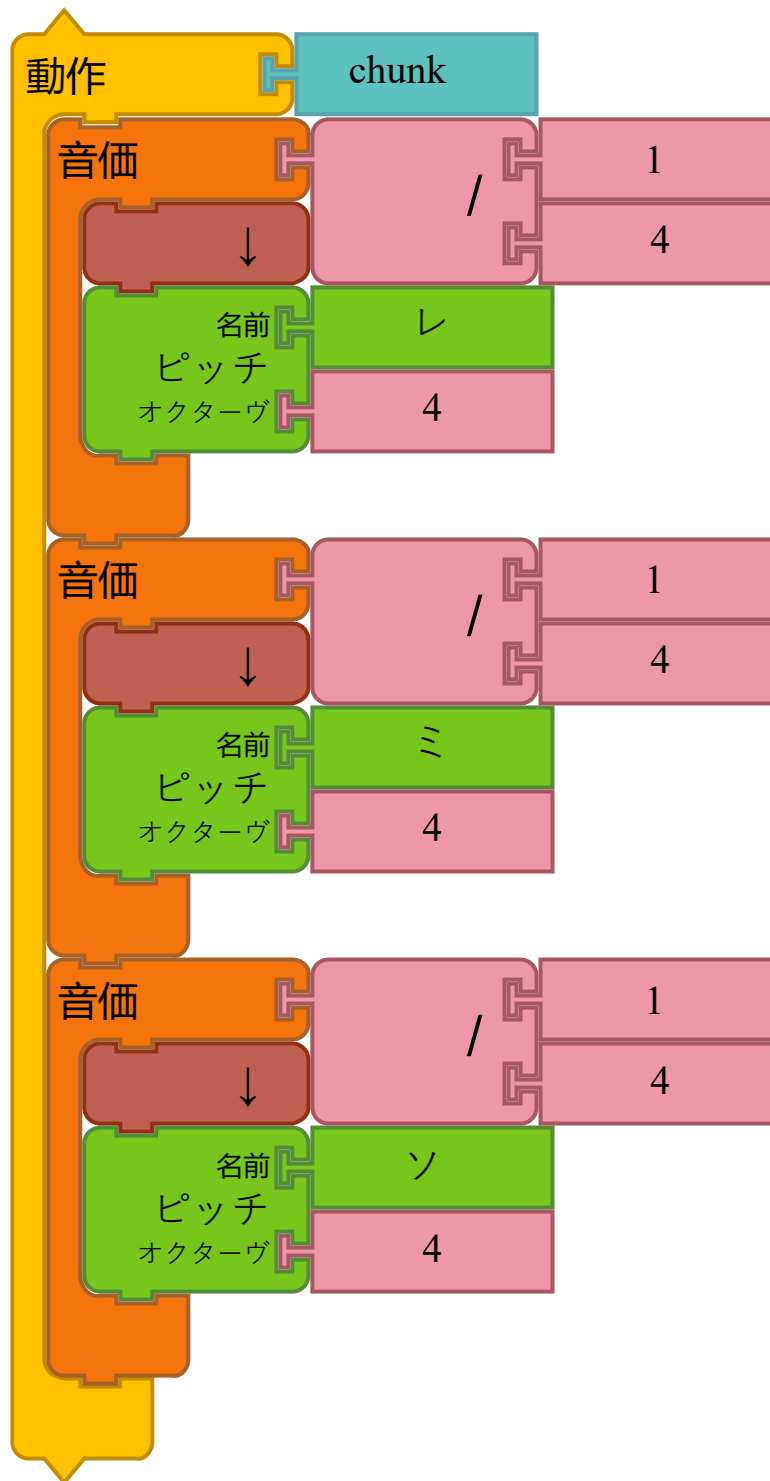 動作 chunk
音価 / 1
4
↓
名前 レ
ピッチ
オクターヴ 4
音価 / 1
4
↓
名前 ミ
ピッチ
オクターヴ 4
音価 / 1
4
↓
名前 ソ
ピッチ
オクターヴ 4